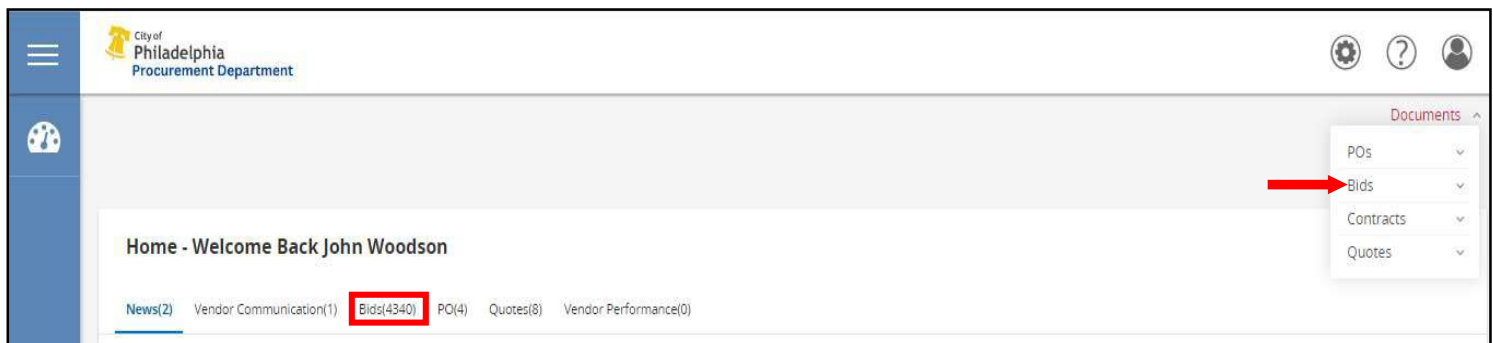 City of
Philadelphia
Procurement Department
?
Documents
POs
Bids
Contracts
Quotes
Home - Welcome Back John Woodson
News(2) Vendor Communication(1) Bids(4340) PO(4) Quotes(8) Vendor Performance(0)